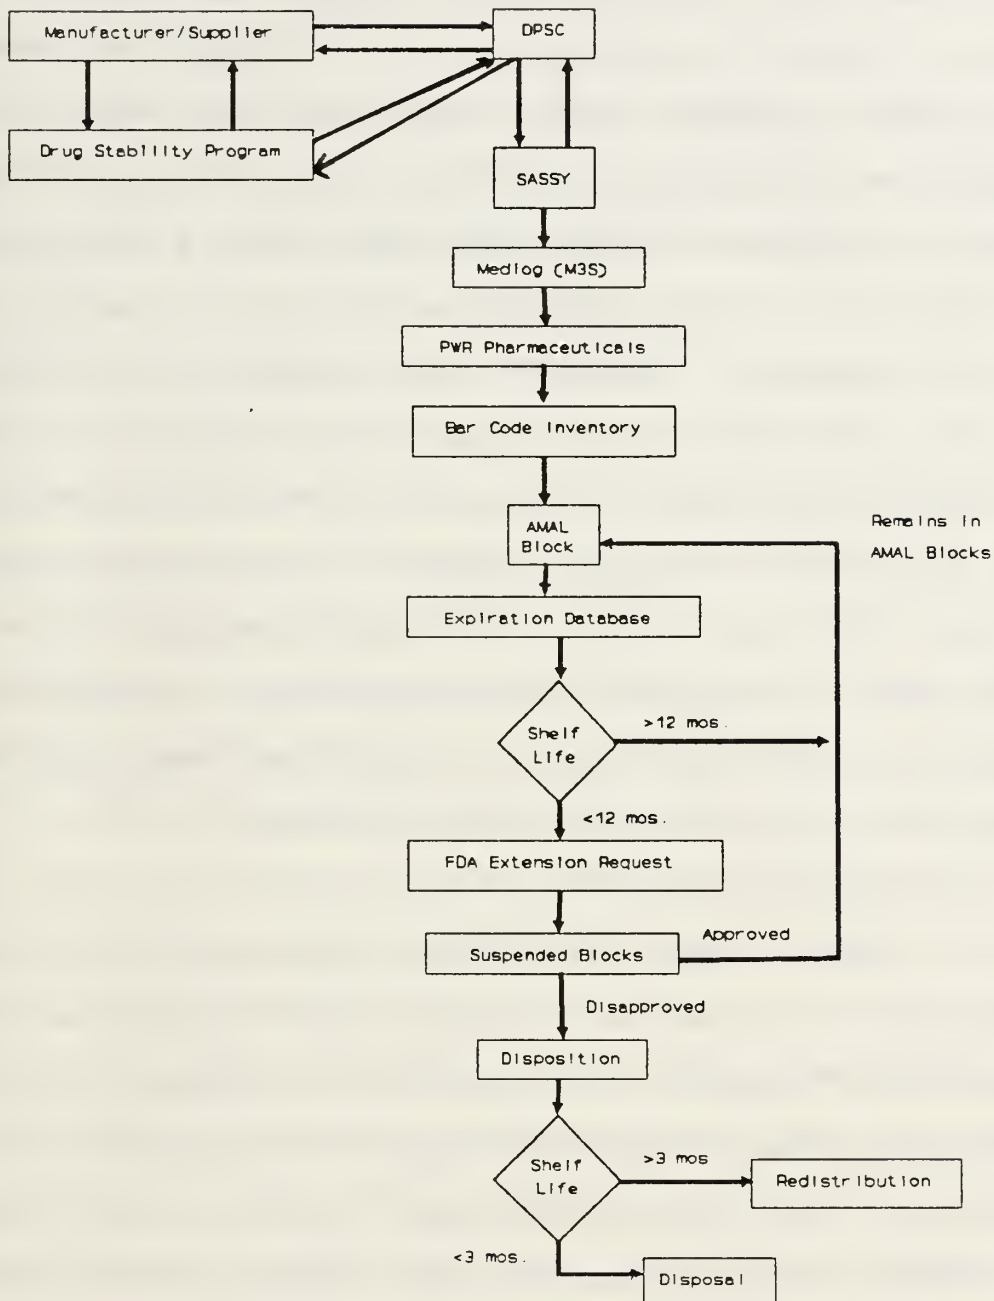 Manufacturer/Supplier
DPSC
Drug Stability Program
SASSY
Medlog (M3S)
PWR Pharmaceuticals
Bar Code Inventory
AMAL
Block
Remains in
AMAL Blocks
Expiration Database
Shelf
Life
>12 mos.
<12 mos.
FDA Extension Request
Suspended Blocks
Approved
Disapproved
Disposition
Shelf
Life
>3 mos
Redistribution
<3 mos.
Disposal